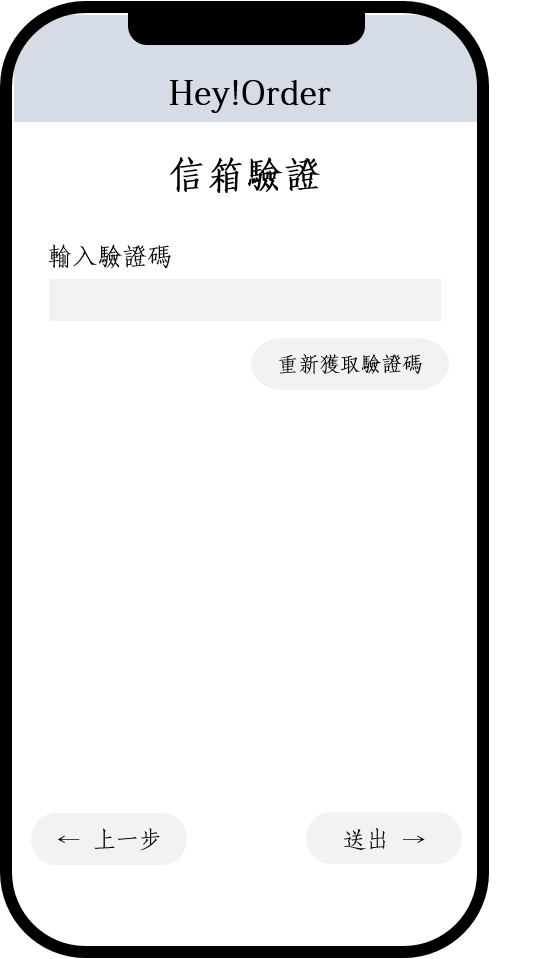 Hey!Order
信箱驗證
輸入驗證碼
重新獲取驗證碼
← 上一步
送出 →